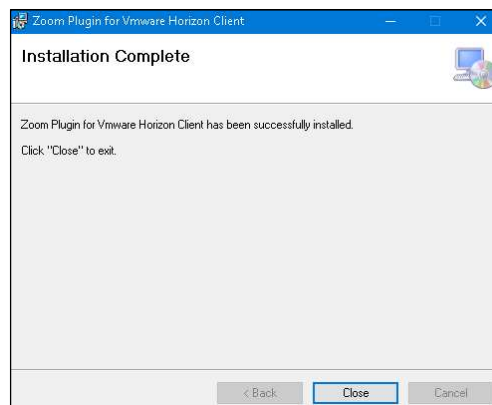 Zoom Plugin for Vmware Horizon Client
Installation Complete
Zoom Plugin for Vmware Horizon Client has been successfully installed.
Click "Close" to exit.
< Back
Close
Cancel